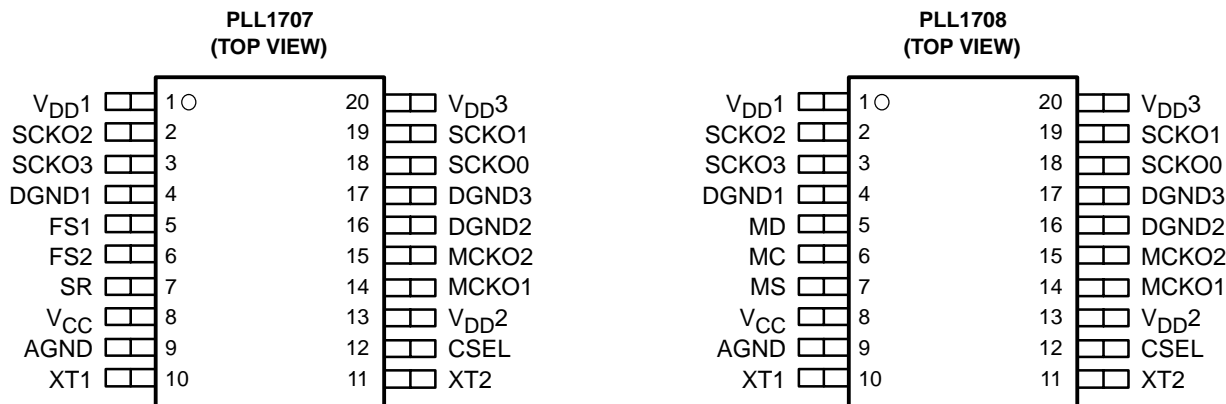 PLL1707
(TOP VIEW)
VDD1 1 20 VDD3
SCKO2 2 19 SCKO1
SCKO3 3 18 SCKO0
DGND1 4 17 DGND3
FS1 5 16 DGND2
FS2 6 15 MCKO2
SR 7 14 MCKO1
VCC 8 13 VDD2
AGND 9 12 CSEL
XT1 10 11 XT2
PLL1708
(TOP VIEW)
VDD1 1 20 VDD3
SCKO2 2 19 SCKO1
SCKO3 3 18 SCKO0
DGND1 4 17 DGND3
MD 5 16 DGND2
MC 6 15 MCKO2
MS 7 14 MCKO1
VCC 8 13 VDD2
AGND 9 12 CSEL
XT1 10 11 XT2